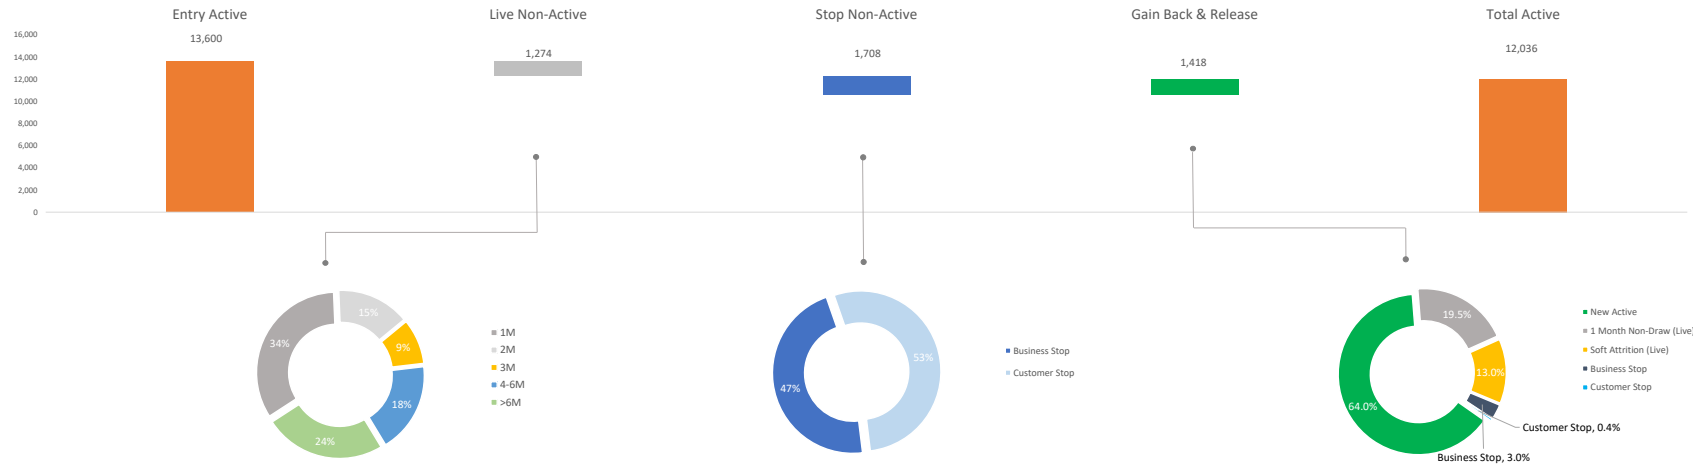 Entry Active
Live Non-Active
Stop Non-Active
Gain Back & Release
Total Active
16,000
14,000
12,000
10,000
8,000
6,000
4,000
2,000
0
13,600
1,274
1,708
1,418
12,036
34%
15%
9%
18%
24%
1M
2M
3M
4-6M
>6M
47%
53%
Business Stop
Customer Stop
19.5%
13.0%
64.0%
Customer Stop, 0.4%
Business Stop, 3.0%
New Active
1 Month Non-Draw (Live)
Soft Attrition (Live)
Business Stop
Customer Stop